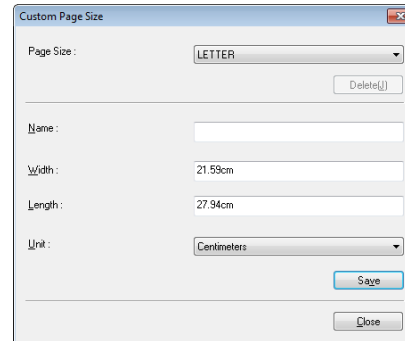 Custom Page Size
Page Size :
LETTER
Delete(J)
Name :
Width :
21.59cm
Length :
27.94cm
Unit :
Centimeters
Save
Close